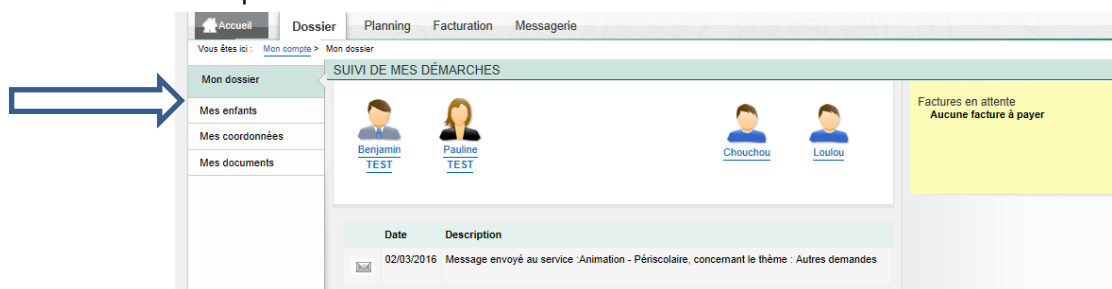 Accueil Dossier Planning Facturation Messagerie
Vous êtes ici : Mon compte > Mon dossier
Mon dossier
Mes enfants
Mes coordonnées
Mes documents
SUIVI DE MES DÉMARCHES
Benjamin TEST
Pauline TEST
Chouchou
Loulou
Factures en attente
Aucune facture à payer
Date Description
02/03/2016 Message envoyé au service :Animation - Périscolaire, concernant le thème : Autres demandes